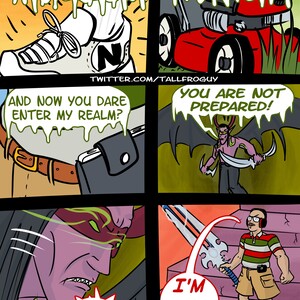 N
TWITTER.COM/TALLFROGUY
AND NOW YOU DARE
ENTER MY REALM?
YOU ARE NOT
PREPARED!
I'M